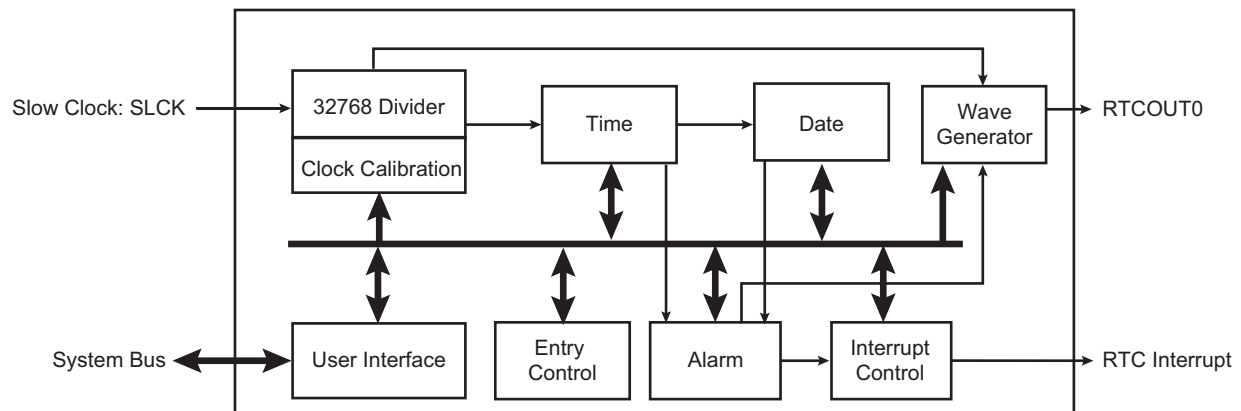 Slow Clock: SLCK
32768 Divider
Clock Calibration
Time
Date
Wave
Generator
RTCOUT0
System Bus
User Interface
Entry
Control
Alarm
Interrupt
Control
RTC Interrupt